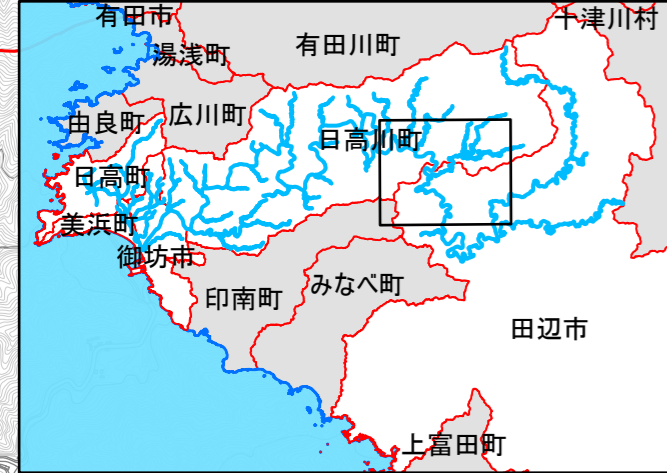 有田市
十津川村
有田川町
湯浅町
広川町
由良町
日高川町
日高町
美浜町
御坊市
印南町
みなべ町
田辺市
上富田町